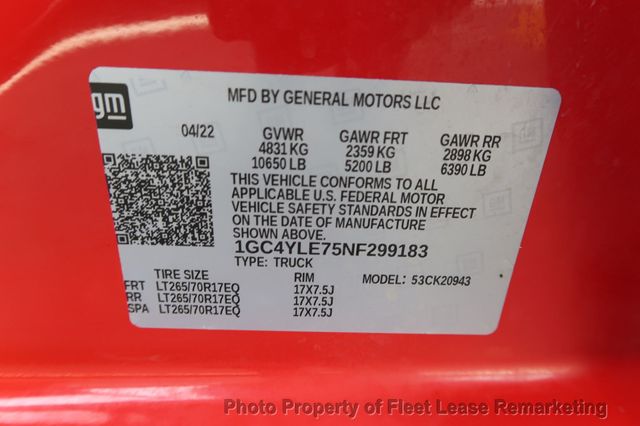 gm
MFD BY GENERAL MOTORS LLC
04/22 GVWR GAWR FRT GAWR RR
4831 KG 2359 KG 2898 KG
10650 LB 5200 LB 6390 LB
THIS VEHICLE CONFORMS TO ALL
APPLICABLE U.S. FEDERAL MOTOR
VEHICLE SAFETY STANDARDS IN EFFECT
ON THE DATE OF MANUFACTURE
SHOWN ABOVE.
1GC4YLE75NF299183
TYPE: TRUCK MODEL: 53CK20943
TIRE SIZE RIM
FRT LT265/70R17EQ 17X7.5J
RR LT265/70R17EQ 17X7.5J
SPA LT265/70R17EQ 17X7.5J
Photo Property of Fleet Lease Remarketing